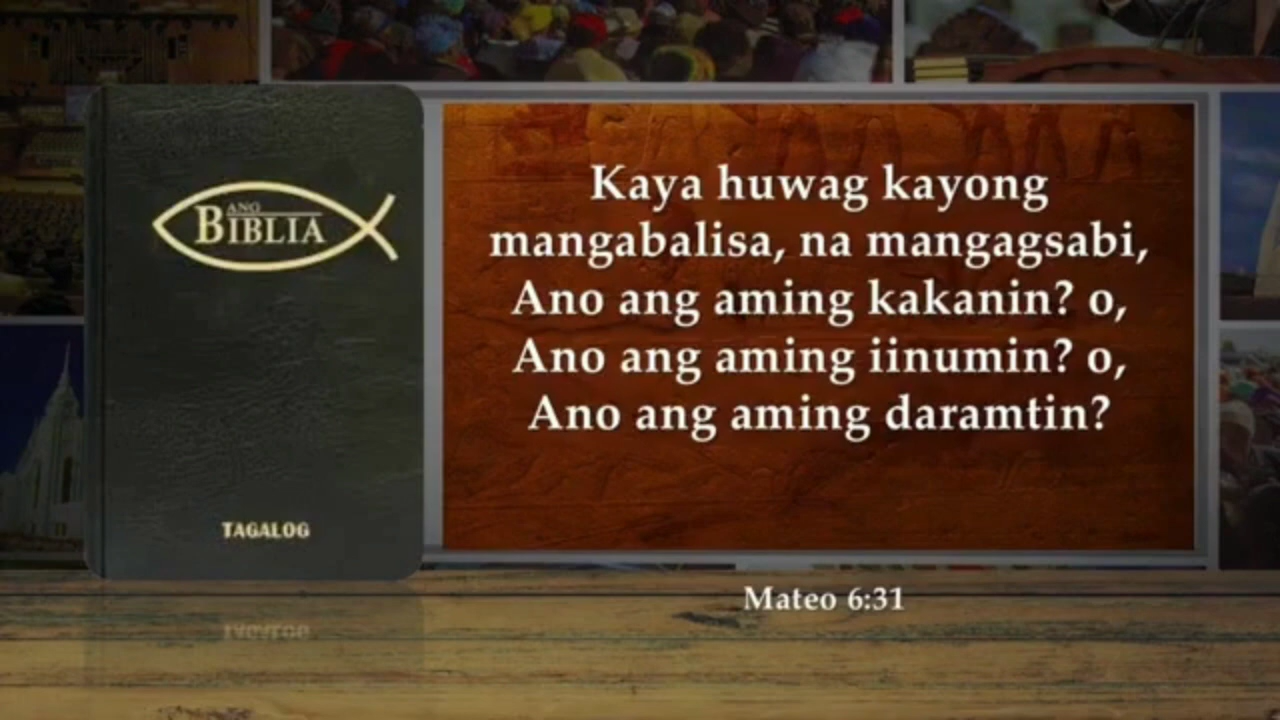 ANO
BIBLIA
TAGALOG
Kaya huwag kayong
mangabalisa, na mangagsabi,
Ano ang aming kakanin? o,
Ano ang aming iinumin? o,
Ano ang aming daramtin?
Mateo 6:31